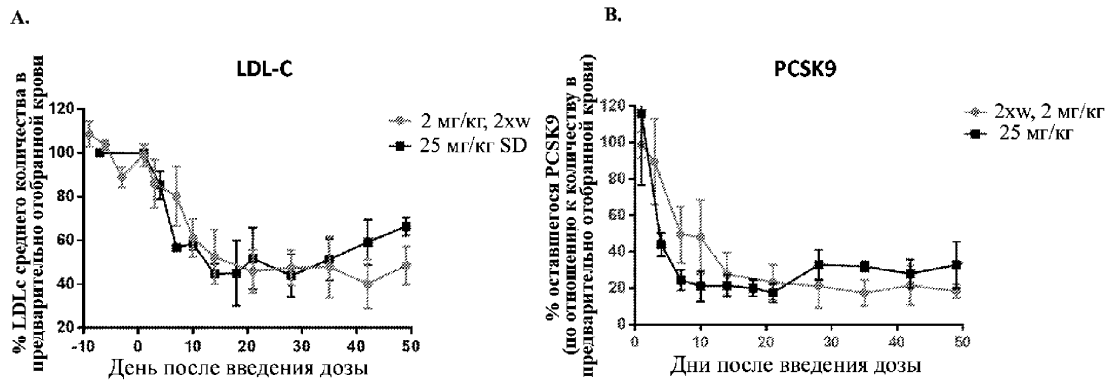 A.
LDL-C
% LDLc среднего количества в
предварительно отобранной крови
120
100
80
60
40
20
-10
0
10
20
30
40
50
День после введения дозы
2 мг/кг, 2xw
25 мг/кг SD
B.
PCSK9
% оставшегося PCSK9
(по отношению к количеству в
предварительно отобранной крови)
120
100
80
60
40
20
0
0
10
20
30
40
50
Дни после введения дозы
2xw, 2 мг/кг
25 мг/кг